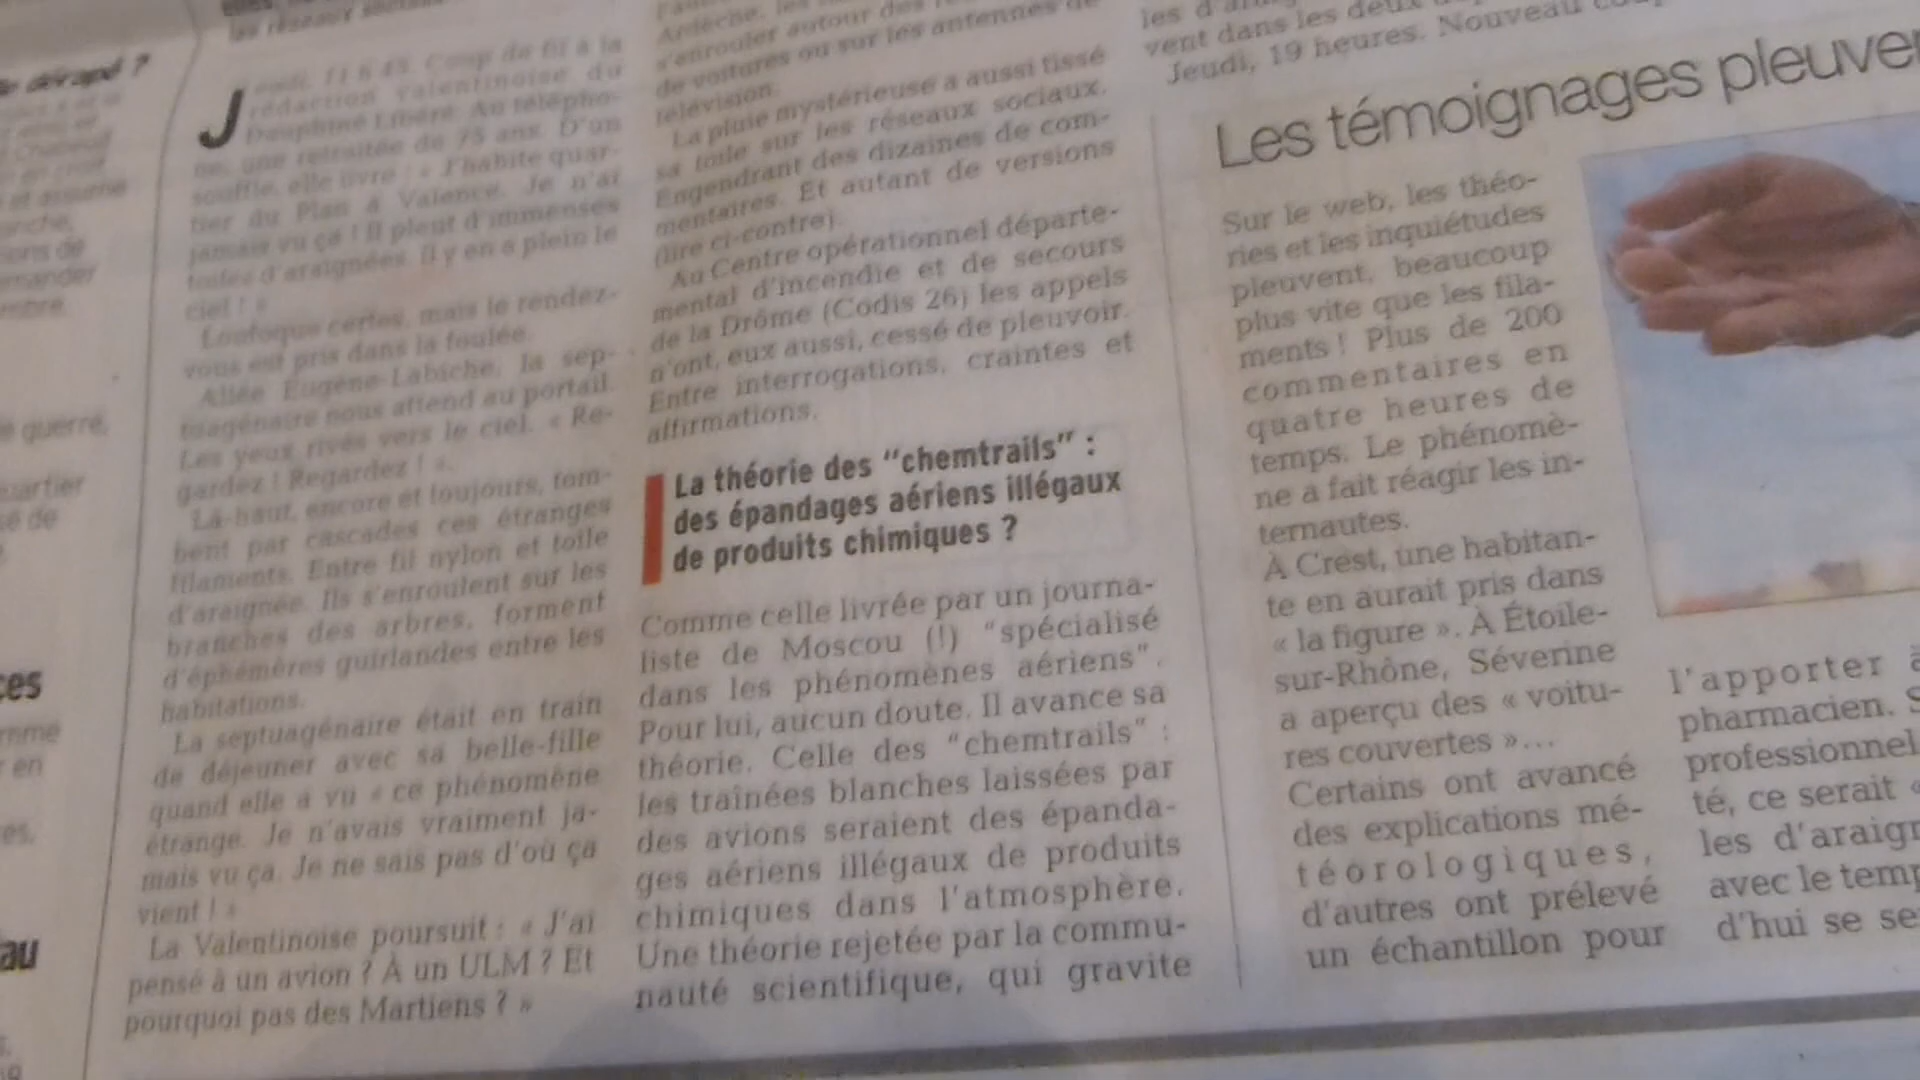 dérapé ?
et assume
guerre,
quartier
sé de
ces
en
au
les réseaux
Jeudi, 11 h 45. Coup de fil à la
rédaction valentinoise du
Dauphiné Libéré. Au télépho-
ne, une retraitée de 75 ans. D'un
souffle, elle livre : « J'habite quar-
tier du Plan à Valence. Je n'ai
jamais vu ça ! Il pleut d'immenses
toiles d'araignées. Il y en a plein le
ciel ! »
Loufoque certes, mais le rendez-
vous est pris dans la foulée.
Allée Eugène-Labiche, la sep-
tuagénaire nous attend au portail.
Les yeux rivés vers le ciel. « Re-
gardez ! Regardez ! ».
Là-haut, encore et toujours, tom-
bent par cascades ces étranges
filaments. Entre fil nylon et toile
d'araignée. Ils s'enroulent sur les
branches des arbres, forment
d'éphémères guirlandes entre les
habitations.
La septuagénaire était en train
de déjeuner avec sa belle-fille
quand elle a vu « ce phénomène
étrange. Je n'avais vraiment ja-
mais vu ça. Je ne sais pas d'où ça
vient ! »
La Valentinoise poursuit : « J'ai
pensé à un avion ? À un ULM ? Et
pourquoi pas des Martiens ? »
Ardèche, les
s'enrouler autour des
de voitures ou sur les antennes de
télévision.
La pluie mystérieuse a aussi tissé
sa toile sur les réseaux sociaux.
Engendrant des dizaines de com-
mentaires. Et autant de versions
(lire ci-contre).
Au Centre opérationnel départe-
mental d'incendie et de secours
de la Drôme (Codis 26) les appels
n'ont, eux aussi, cessé de pleuvoir.
Entre interrogations, craintes et
affirmations.
La théorie des "chemtrails" :
des épandages aériens illégaux
de produits chimiques ?
Comme celle livrée par un journa-
liste de Moscou (!) "spécialisé
dans les phénomènes aériens".
Pour lui, aucun doute. Il avance sa
théorie. Celle des "chemtrails" :
les traînées blanches laissées par
des avions seraient des épanda-
ges aériens illégaux de produits
chimiques dans l'atmosphère.
Une théorie rejetée par la commu-
nauté scientifique, qui gravite
les
vent dans les deux
Jeudi, 19 heures. Nouveau
Les témoignages pleuve
Sur le web, les théo-
ries et les inquiétudes
pleuvent, beaucoup
plus vite que les fila-
ments ! Plus de 200
commentaires en
quatre heures de
temps. Le phénomè-
ne a fait réagir les in-
ternautes.
À Crest, une habitan-
te en aurait pris dans
« la figure ». À Étoile-
sur-Rhône, Séverine
a aperçu des « voitu-
res couvertes »...
Certains ont avancé
des explications mé-
téorologiques,
d'autres ont prélevé
un échantillon pour
l'apporter à
pharmacien. S
professionnel
té, ce serait «
les d'araign
avec le temp
d'hui se se